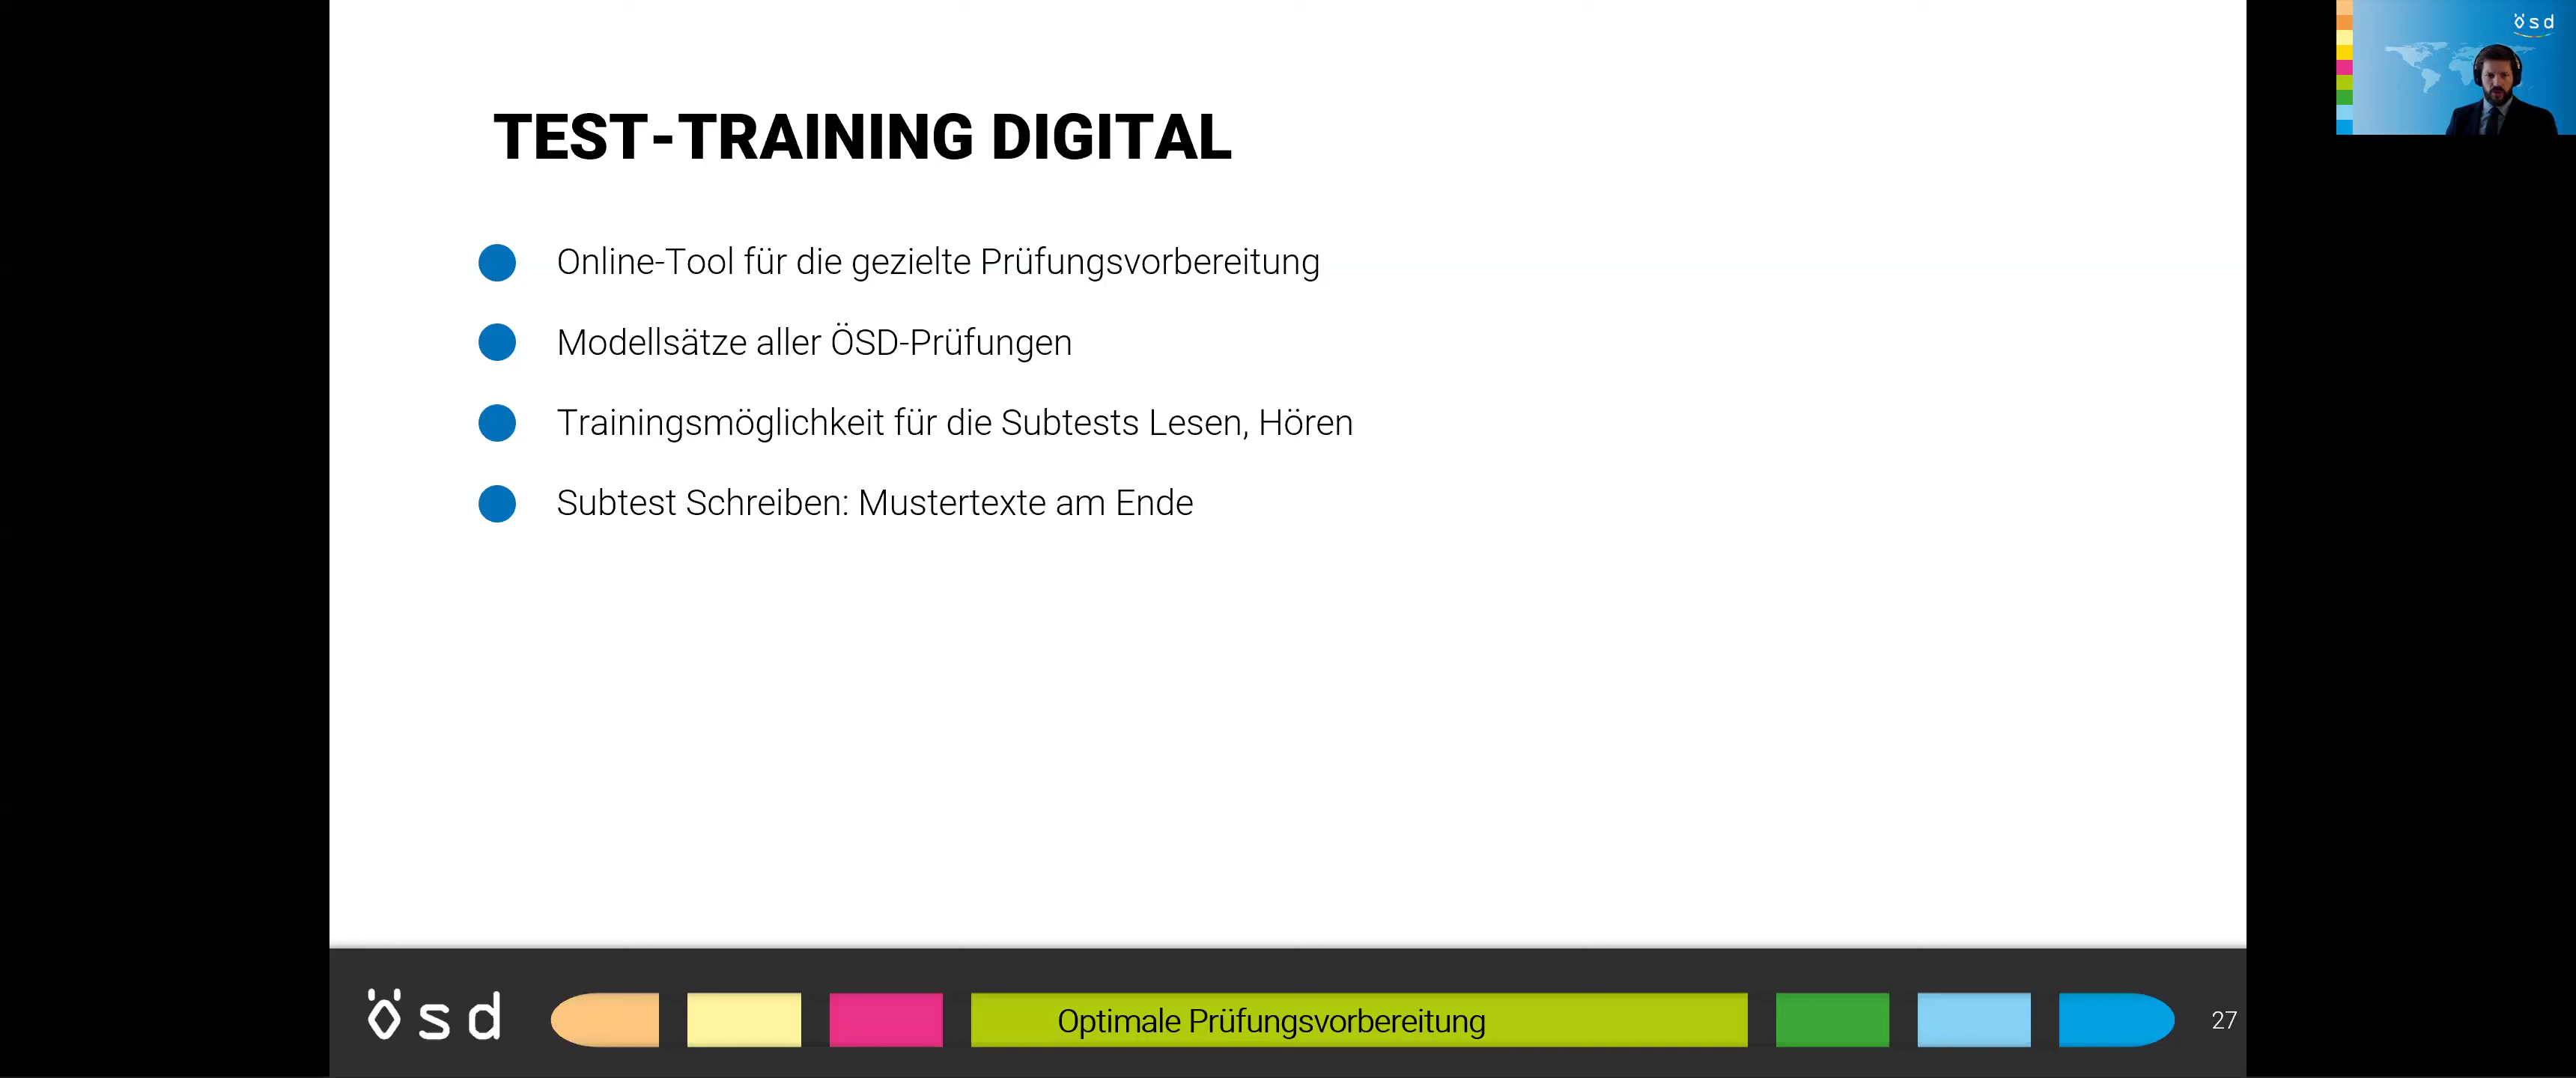 ösd
TEST-TRAINING DIGITAL
Online-Tool für die gezielte Prüfungsvorbereitung
Modellsätze aller ÖSD-Prüfungen
Trainingsmöglichkeit für die Subtests Lesen, Hören
Subtest Schreiben: Mustertexte am Ende
ösd
Optimale Prüfungsvorbereitung
27